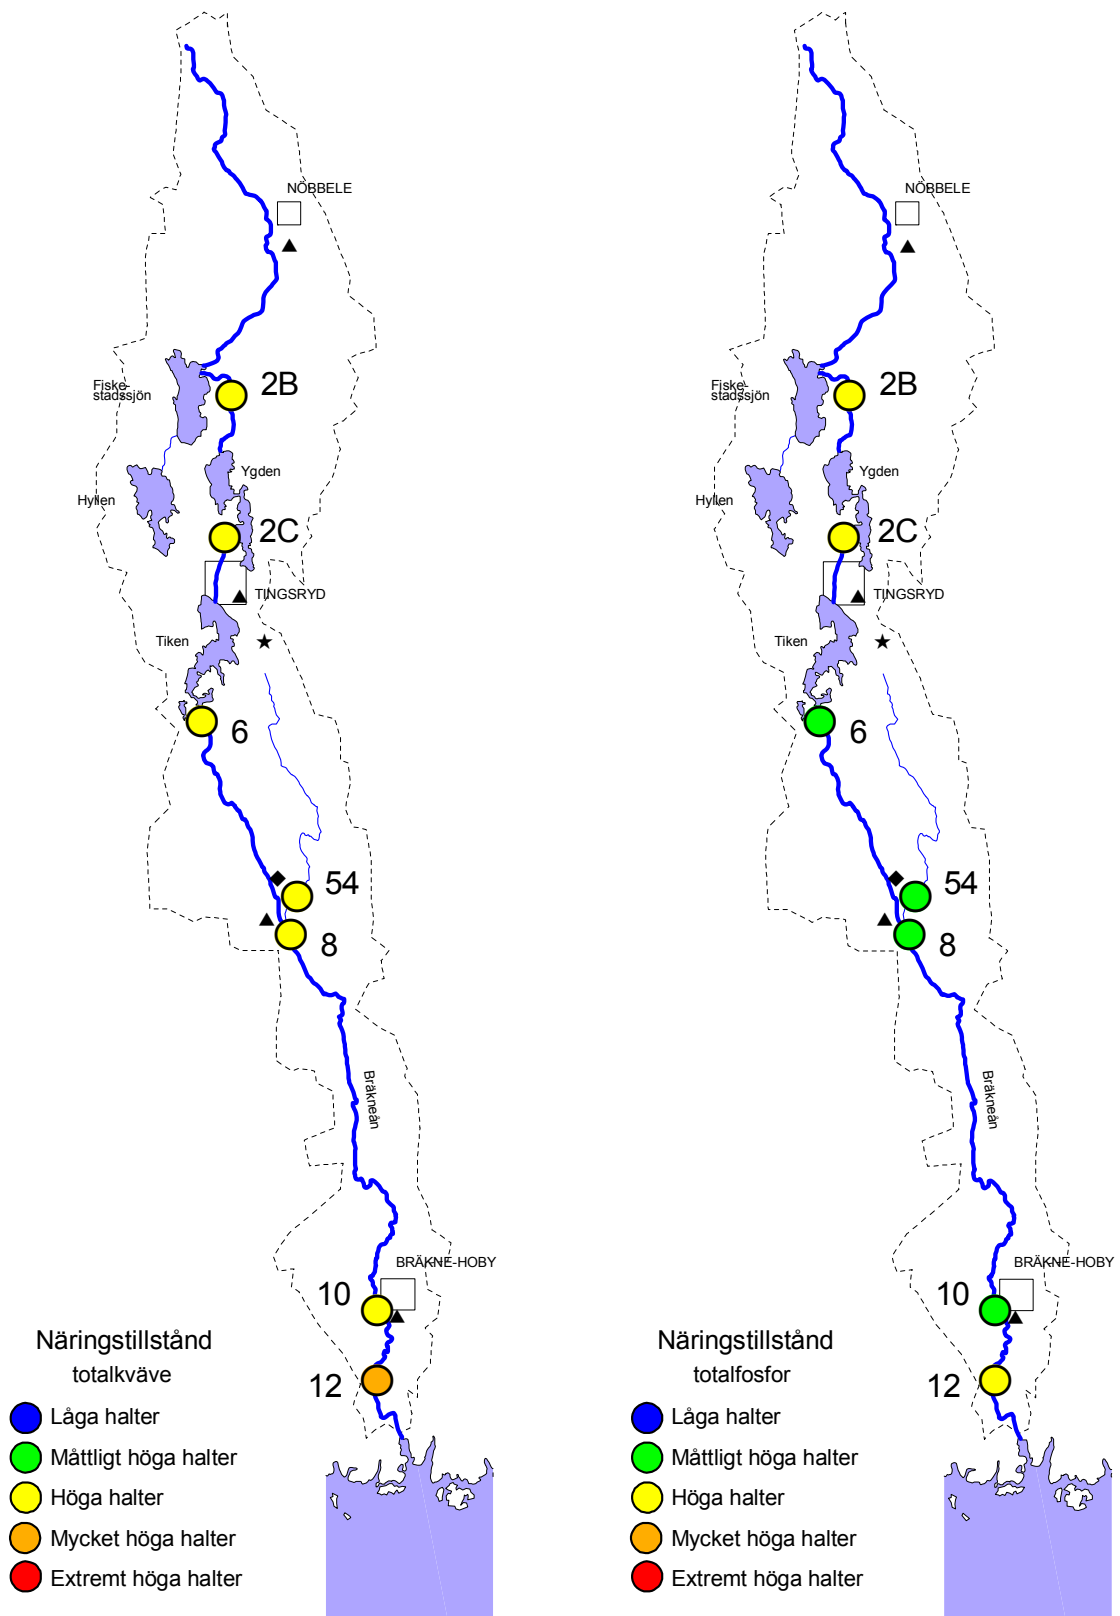 NÖBBELE
2B
Fiske-
stadssjön
Ygden
Hyllen
2C
TINGSRYD
Tiken
6
54
8
Bräkneån
BRÄKNE-HOBY
10
12
Näringstillstånd
totalkväve
Låga halter
Måttligt höga halter
Höga halter
Mycket höga halter
Extremt höga halter
NÖBBELE
2B
Fiske-
stadssjön
Ygden
Hyllen
2C
TINGSRYD
Tiken
6
54
8
Bräkneån
BRÄKNE-HOBY
10
12
Näringstillstånd
totalfosfor
Låga halter
Måttligt höga halter
Höga halter
Mycket höga halter
Extremt höga halter